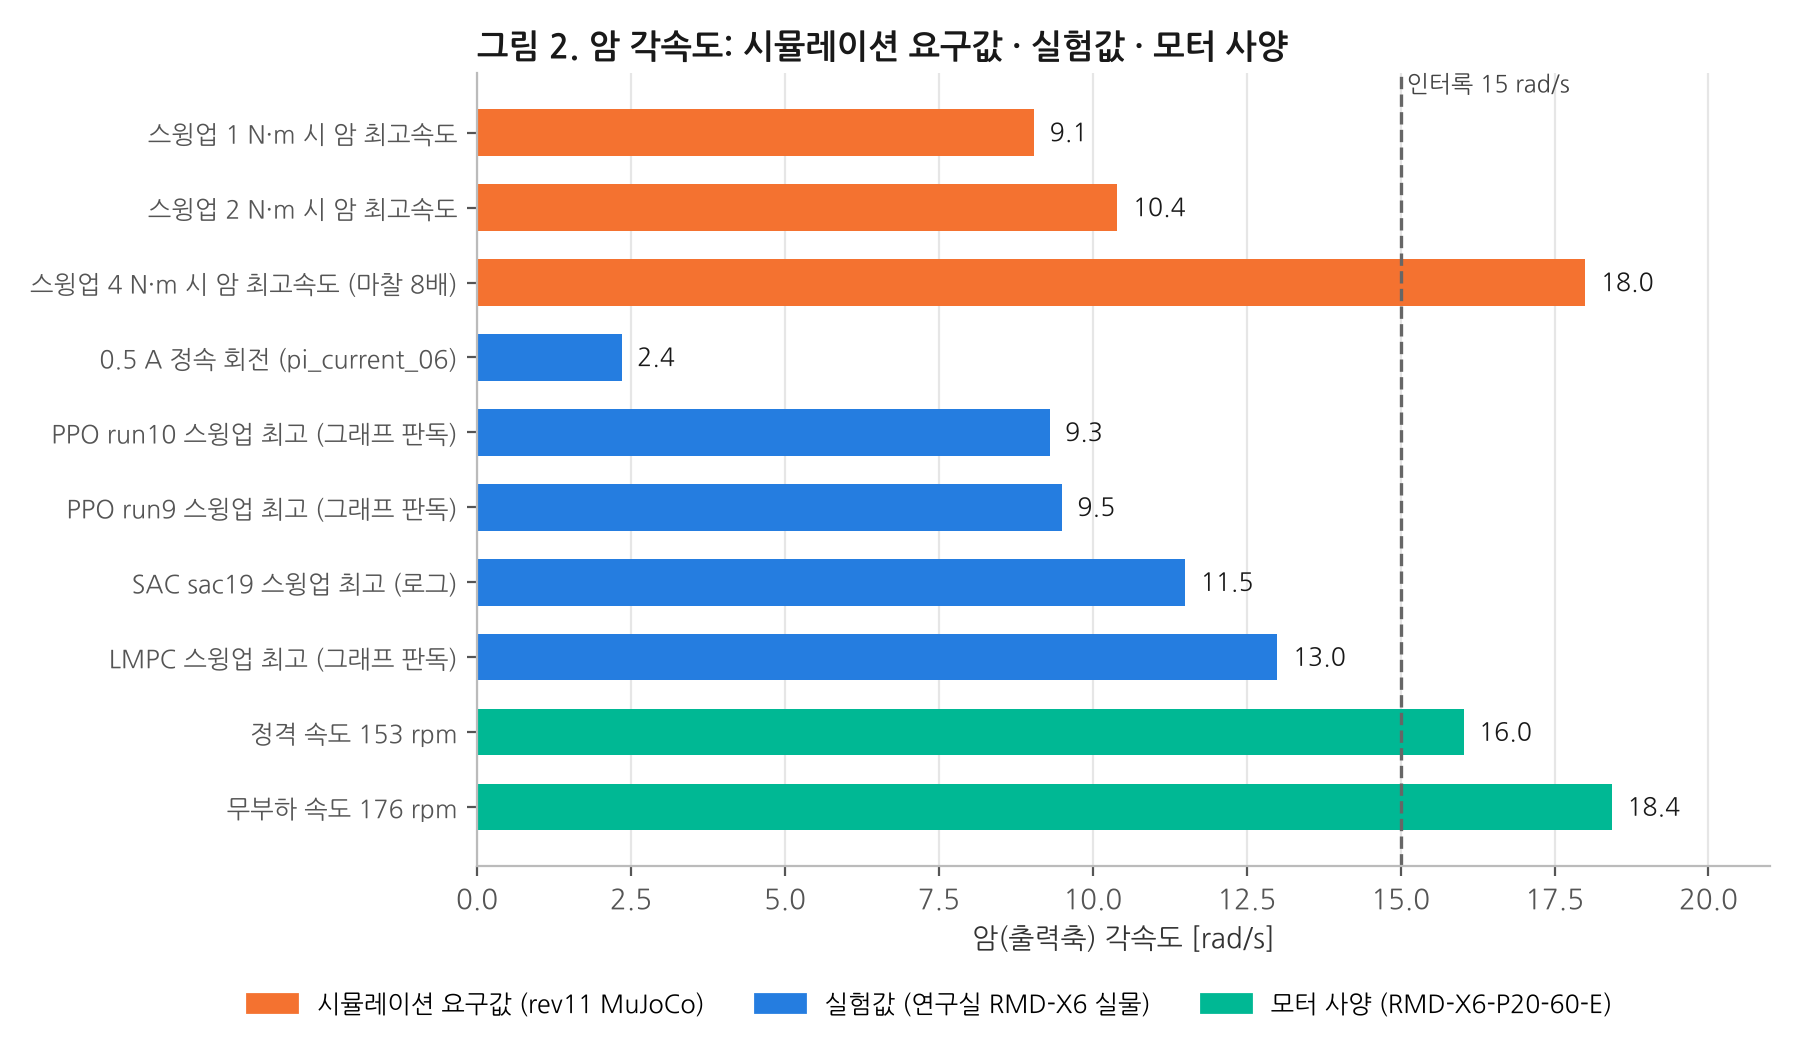 그림 2. 암 각속도: 시뮬레이션 요구값 · 실험값 · 모터 사양
인터록 15 rad/s
스윙업 1 N·m 시 암 최고속도 9.1
스윙업 2 N·m 시 암 최고속도 10.4
스윙업 4 N·m 시 암 최고속도 (마찰 8배) 18.0
0.5 A 정속 회전 (pi_current_06) 2.4
PPO run10 스윙업 최고 (그래프 판독) 9.3
PPO run9 스윙업 최고 (그래프 판독) 9.5
SAC sac19 스윙업 최고 (로그) 11.5
LMPC 스윙업 최고 (그래프 판독) 13.0
정격 속도 153 rpm 16.0
무부하 속도 176 rpm 18.4
0.0 2.5 5.0 7.5 10.0 12.5 15.0 17.5 20.0
암(출력축) 각속도 [rad/s]
시뮬레이션 요구값 (rev11 MuJoCo) 실험값 (연구실 RMD-X6 실물) 모터 사양 (RMD-X6-P20-60-E)